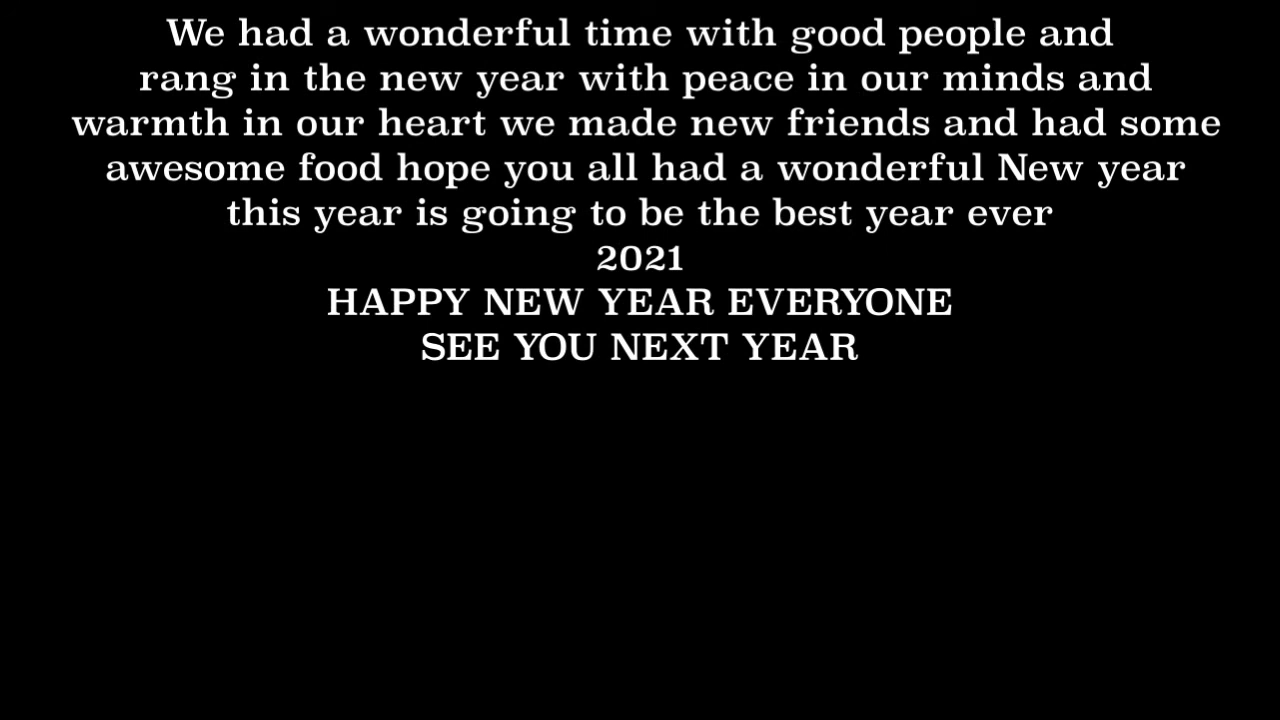 We had a wonderful time with good people and
rang in the new year with peace in our minds and
warmth in our heart we made new friends and had some
awesome food hope you all had a wonderful New year
this year is going to be the best year ever
2021
HAPPY NEW YEAR EVERYONE
SEE YOU NEXT YEAR